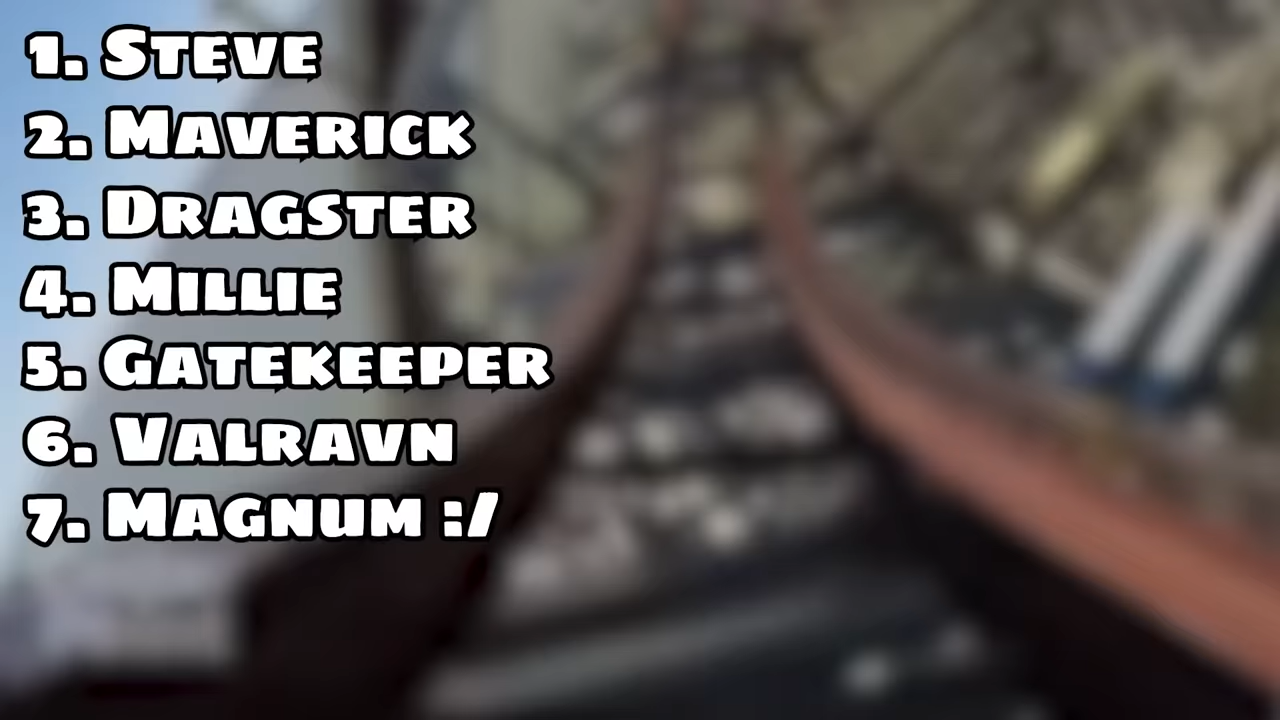 1. Steve
2. Maverick
3. Dragster
4. Millie
5. Gatekeeper
6. Valravn
7. Magnum :/